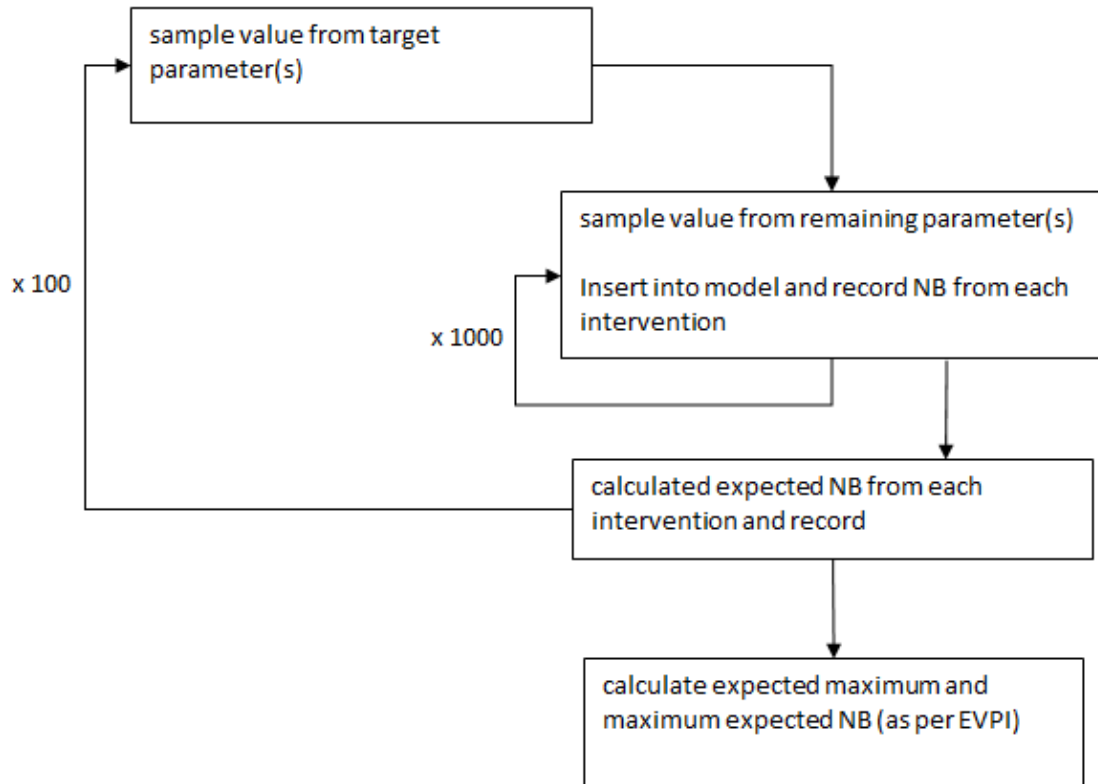 sample value from target
parameter(s)
sample value from remaining parameter(s)
Insert into model and record NB from each
intervention
x 100
x 1000
calculated expected NB from each
intervention and record
calculate expected maximum and
maximum expected NB (as per EVPI)